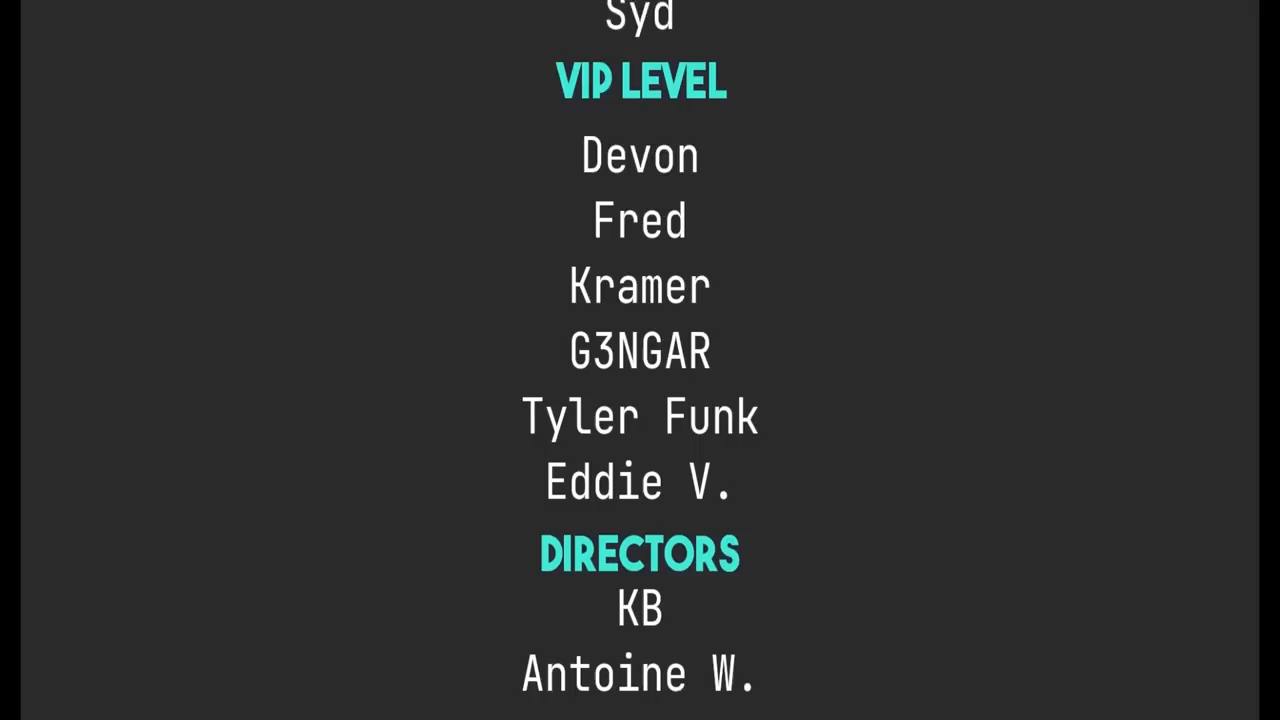 Syd
VIP LEVEL
Devon
Fred
Kramer
G3NGAR
Tyler Funk
Eddie V.
DIRECTORS
KB
Antoine W.